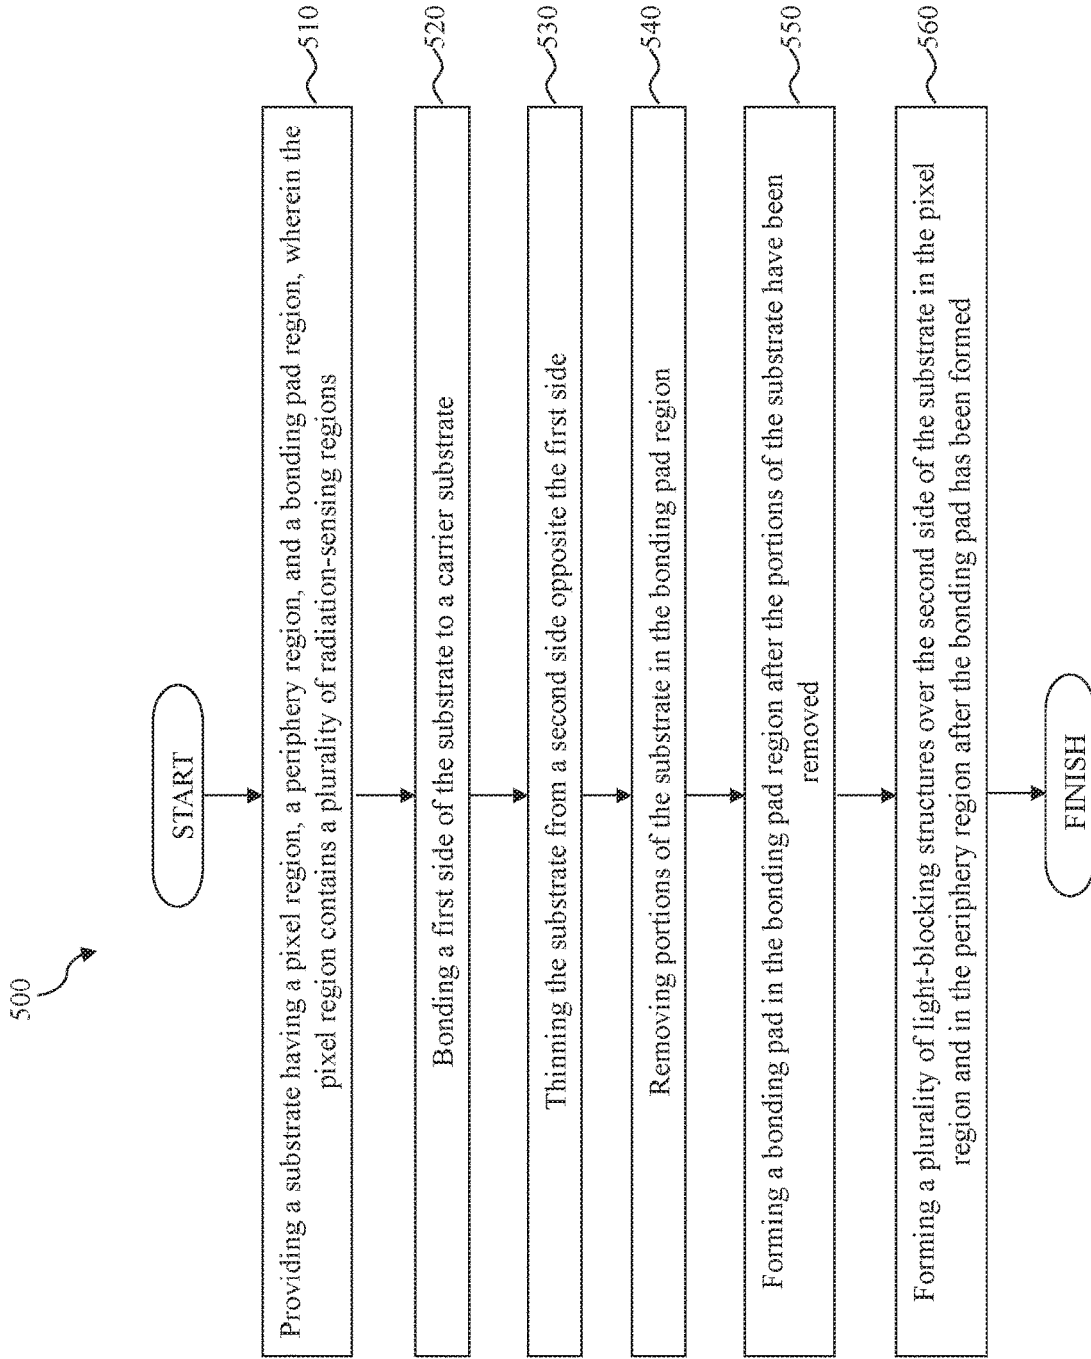 500
START
Providing a substrate having a pixel region, a periphery region, and a bonding pad region, wherein the
pixel region contains a plurality of radiation-sensing regions
510
Bonding a first side of the substrate to a carrier substrate
520
Thinning the substrate from a second side opposite the first side
530
Removing portions of the substrate in the bonding pad region
540
Forming a bonding pad in the bonding pad region after the portions of the substrate have been
removed
550
Forming a plurality of light-blocking structures over the second side of the substrate in the pixel
region and in the periphery region after the bonding pad has been formed
560
FINISH